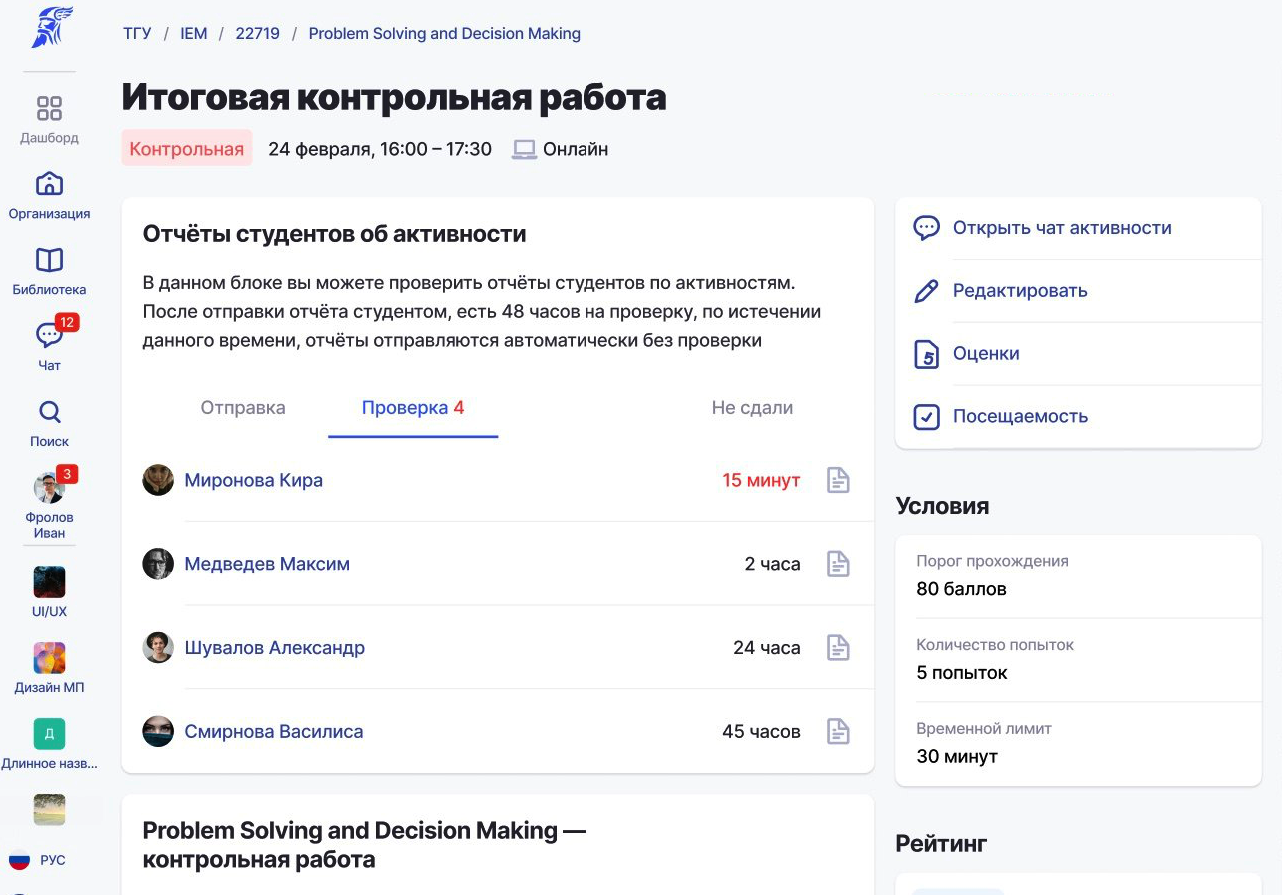 ТГУ / IEM / 22719 / Problem Solving and Decision Making
Итоговая контрольная работа
Контрольная 24 февраля, 16:00 – 17:30 Онлайн
Дашборд
Организация
Библиотека
12
Чат
Поиск
3
Фролов
Иван
UI/UX
Дизайн МП
Д
Длинное назв...
РУС
Отчёты студентов об активности
В данном блоке вы можете проверить отчёты студентов по активностям.
После отправки отчёта студентом, есть 48 часов на проверку, по истечении
данного времени, отчёты отправляются автоматически без проверки
Отправка Проверка 4 Не сдали
Миронова Кира 15 минут
Медведев Максим 2 часа
Шувалов Александр 24 часа
Смирнова Василиса 45 часов
Problem Solving and Decision Making —
контрольная работа
Открыть чат активности
Редактировать
5 Оценки
Посещаемость
Условия
Порог прохождения
80 баллов
Количество попыток
5 попыток
Временной лимит
30 минут
Рейтинг